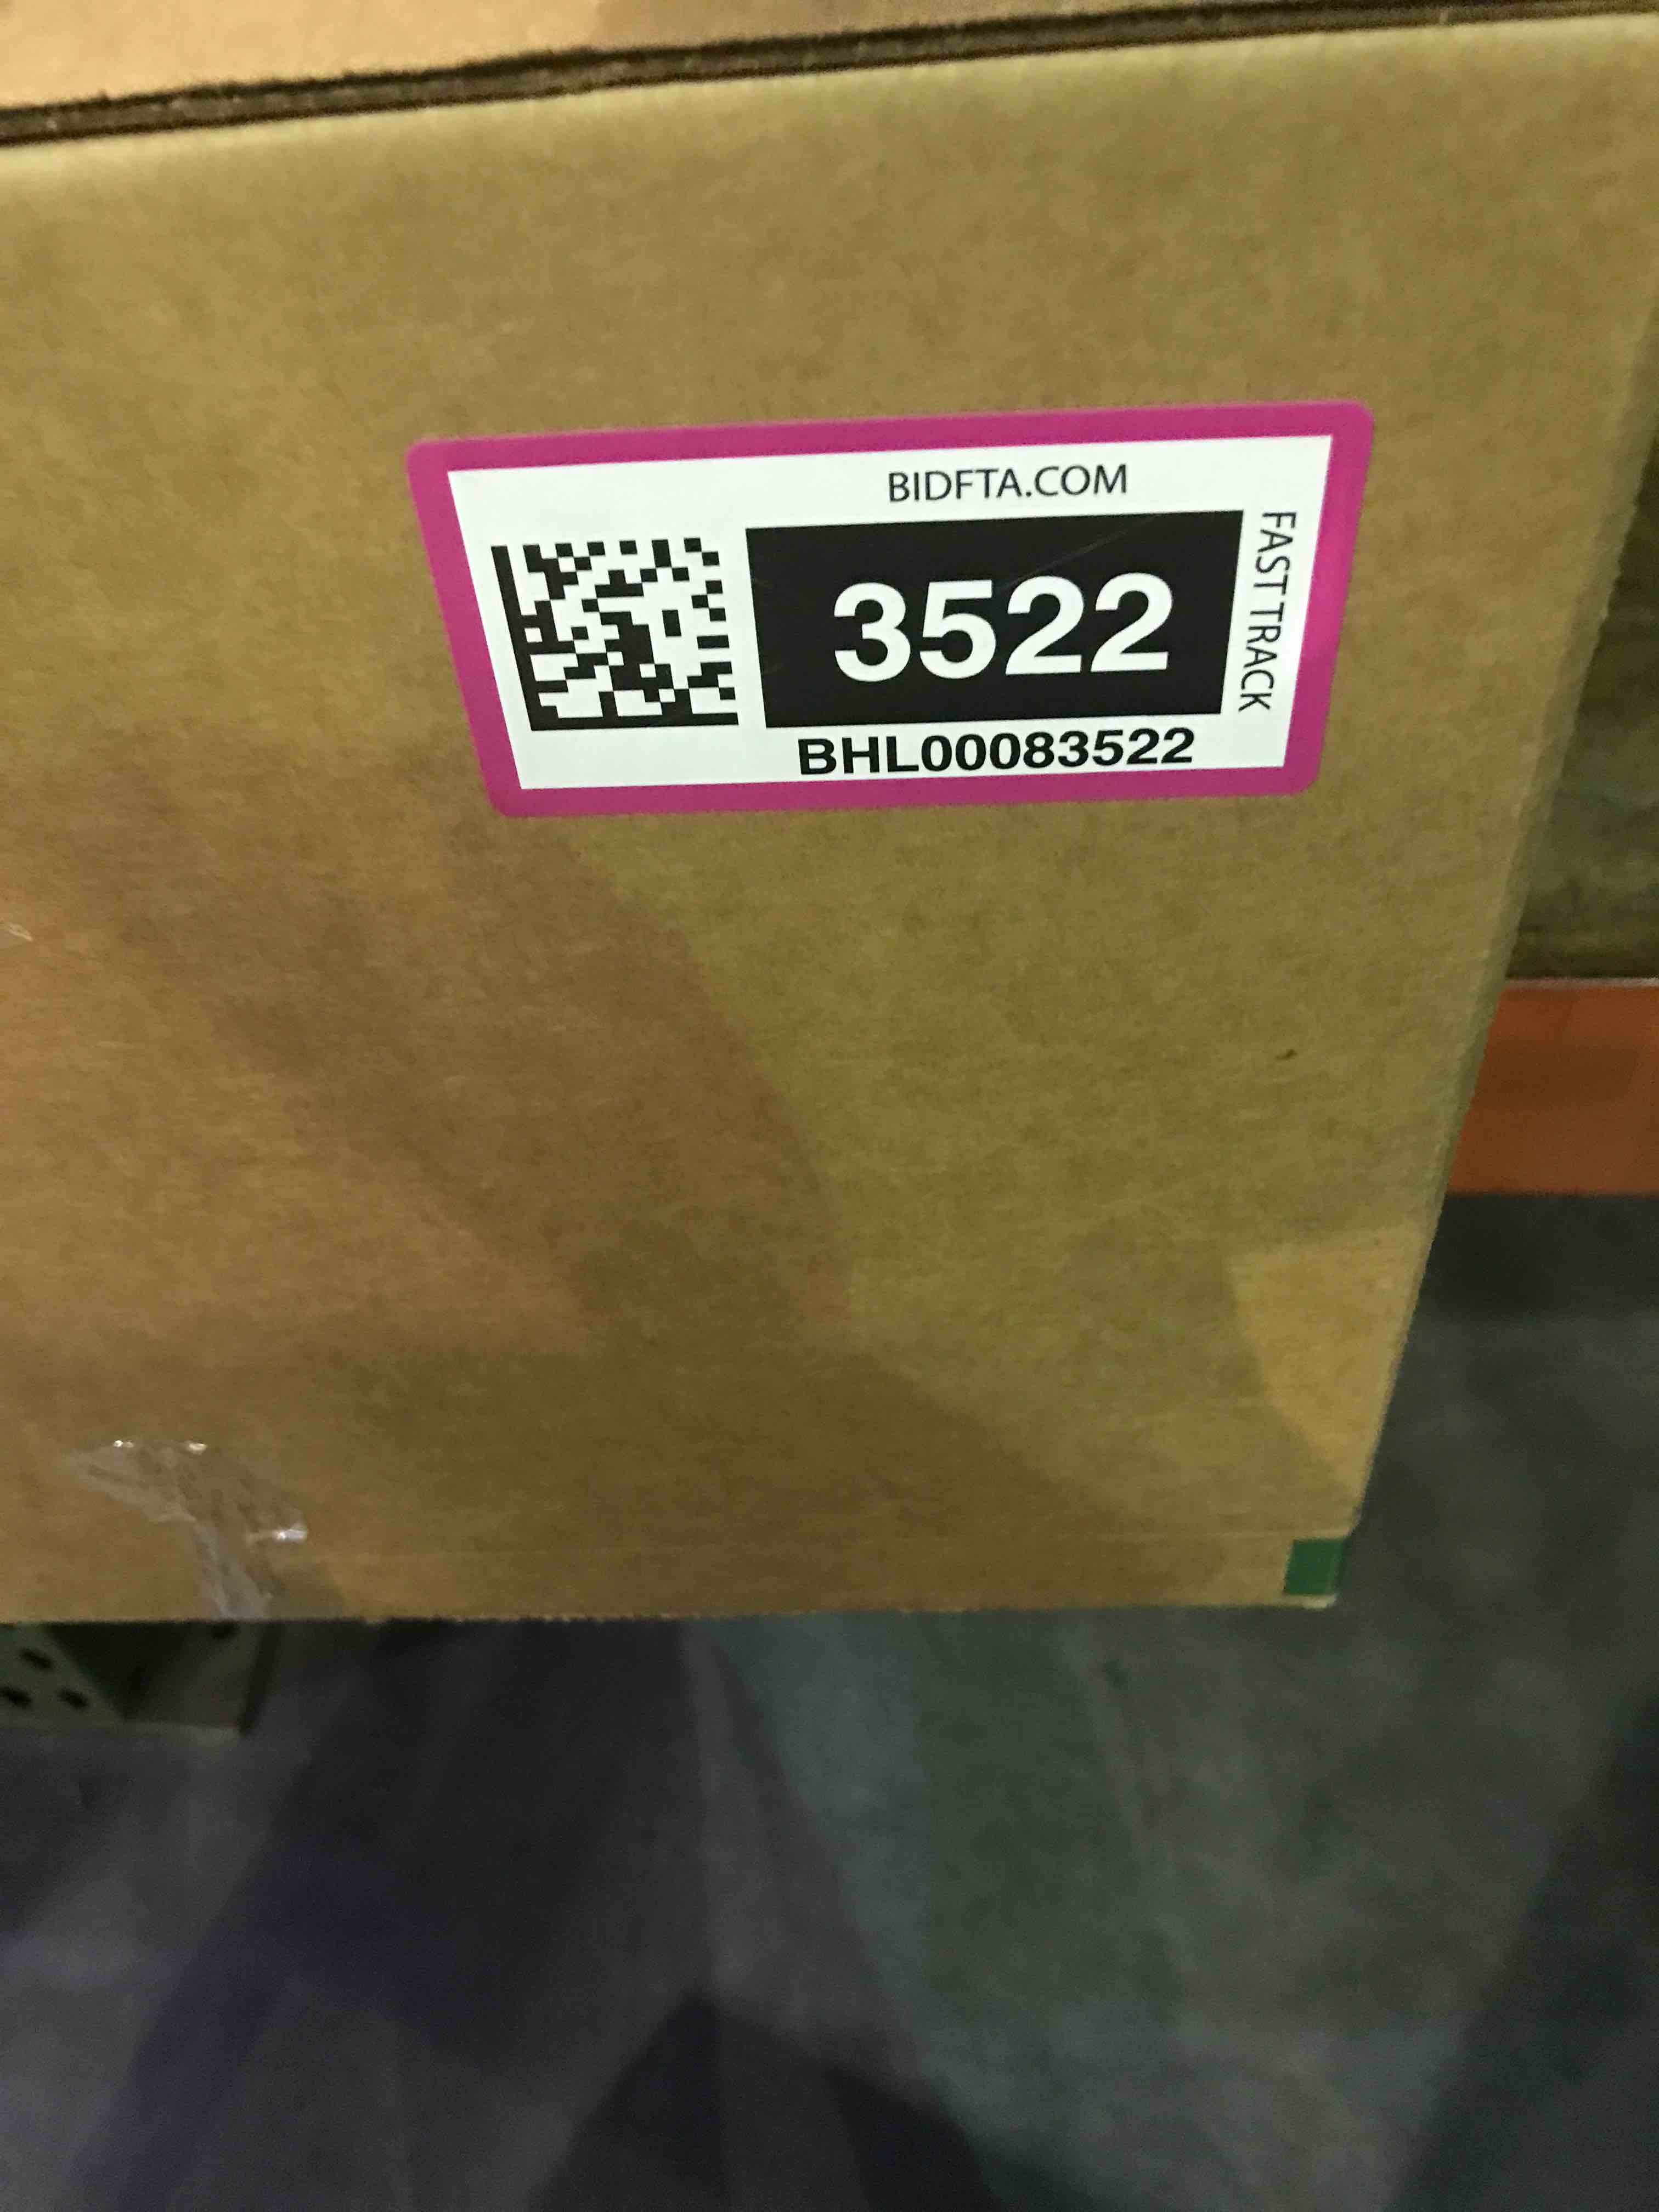 BIDFTA.COM
3522
FAST TRACK
BHL00083522